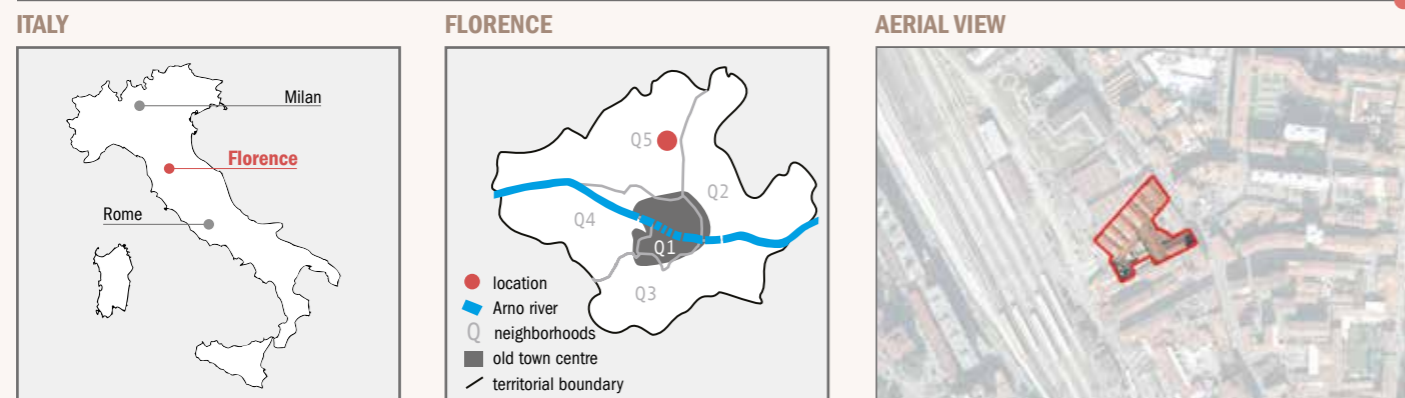 ITALY
Milan
Florence
Rome
FLORENCE
Q5
Q2
Q4
Q1
Q3
location
Arno river
Q neighborhoods
old town centre
territorial boundary
AERIAL VIEW